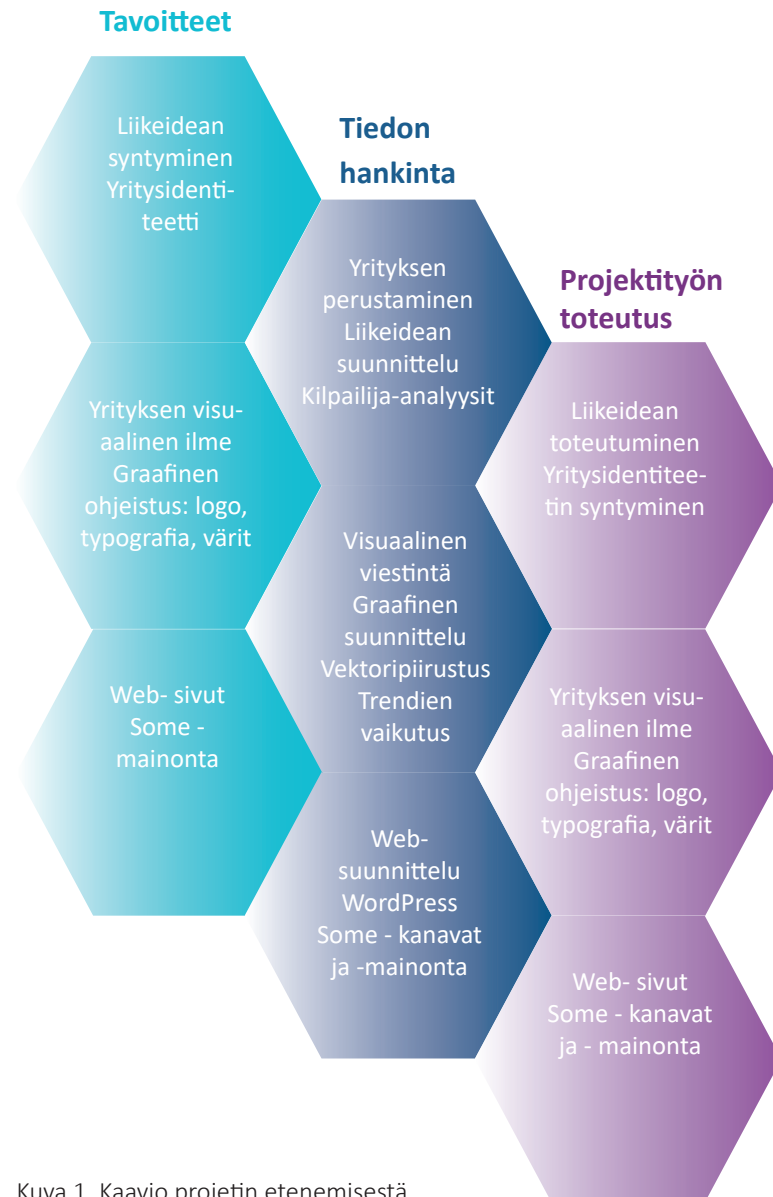 Tavoitteet
Liikeidean
syntyminen
Yritysidenti-
teetti
Yrityksen visu-
aalinen ilme
Graafinen
ohjeistus: logo,
typografia, värit
Web- sivut
Some -
mainonta
Tiedon
hankinta
Yrityksen
perustaminen
Liikeidean
suunnittelu
Kilpailija-analyysit
Visuaalinen
viestintä
Graafinen
suunnittelu
Vektoripiirustus
Trendien
vaikutus
Web-
suunnittelu
WordPress
Some - kanavat
ja -mainonta
Projektityön
toteutus
Liikeidean
toteutuminen
Yritysidentitee-
tin syntyminen
Yrityksen visu-
aalinen ilme
Graafinen
ohjeistus: logo,
typografia, värit
Web- sivut
Some - kanavat
ja - mainonta
Kuva 1. Kaavio projetin etenemisestä